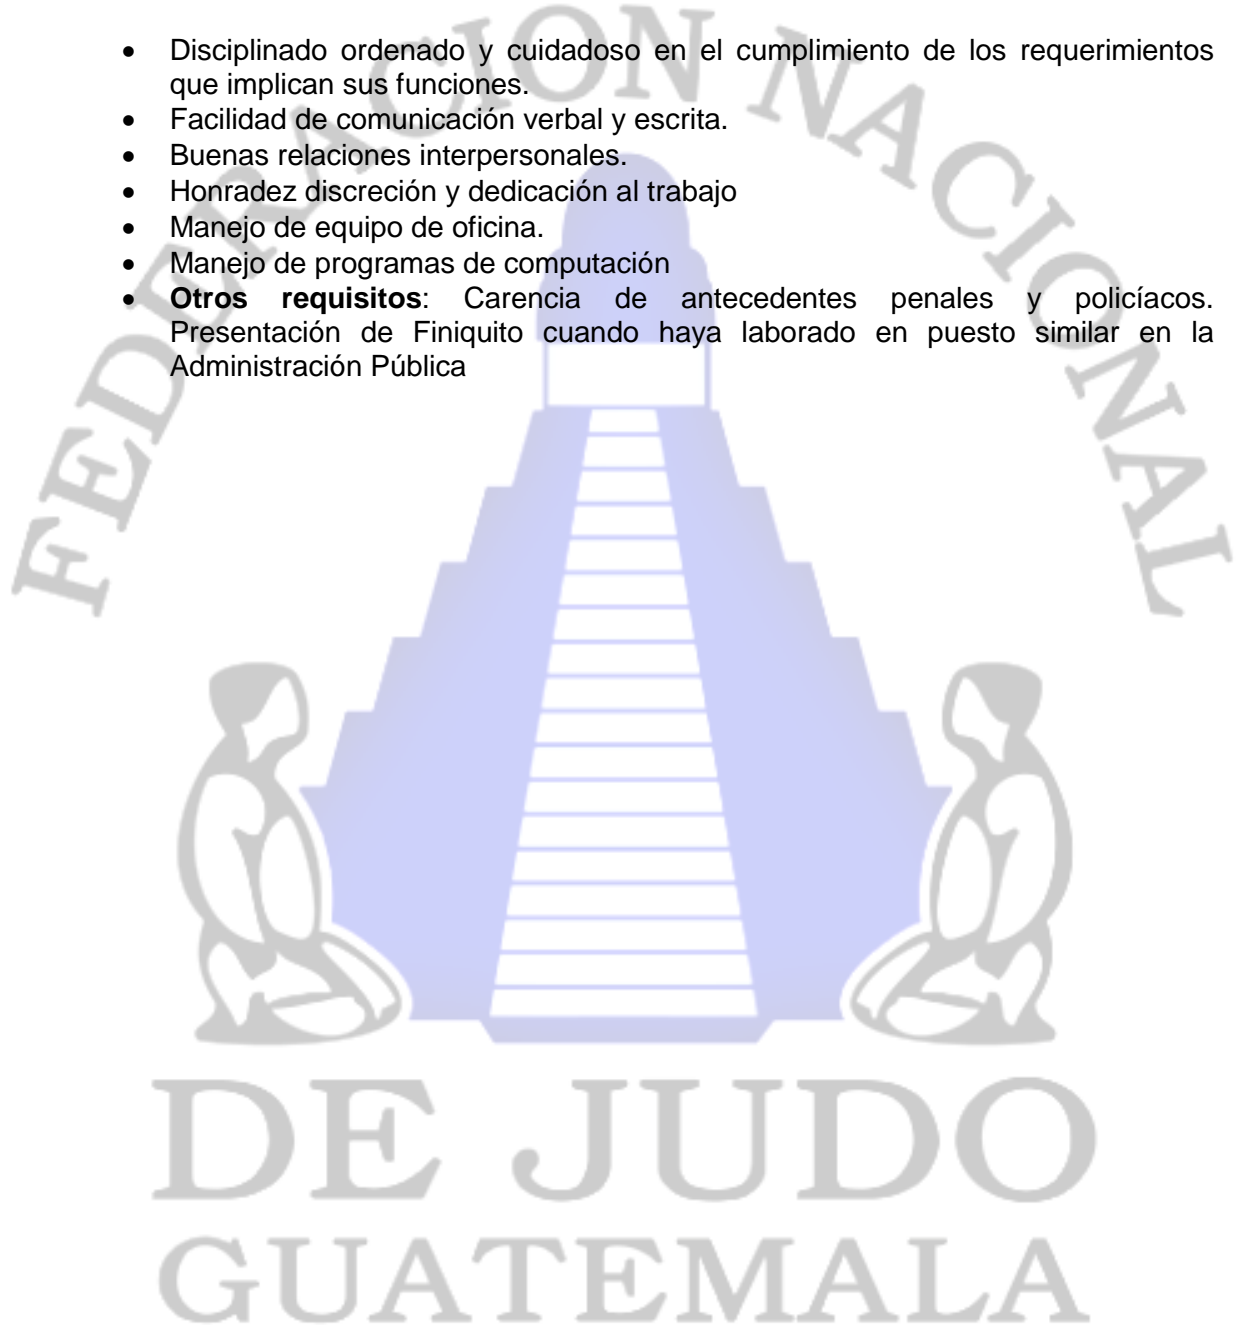 • Disciplinado ordenado y cuidadoso en el cumplimiento de los requerimientos
que implican sus funciones.
• Facilidad de comunicación verbal y escrita.
• Buenas relaciones interpersonales.
• Honradez discreción y dedicación al trabajo
• Manejo de equipo de oficina.
• Manejo de programas de computación
• Otros requisitos: Carencia de antecedentes penales y policíacos.
Presentación de Finiquito cuando haya laborado en puesto similar en la
Administración Pública
FEDERACION NACIONAL
DE JUDO
GUATEMALA